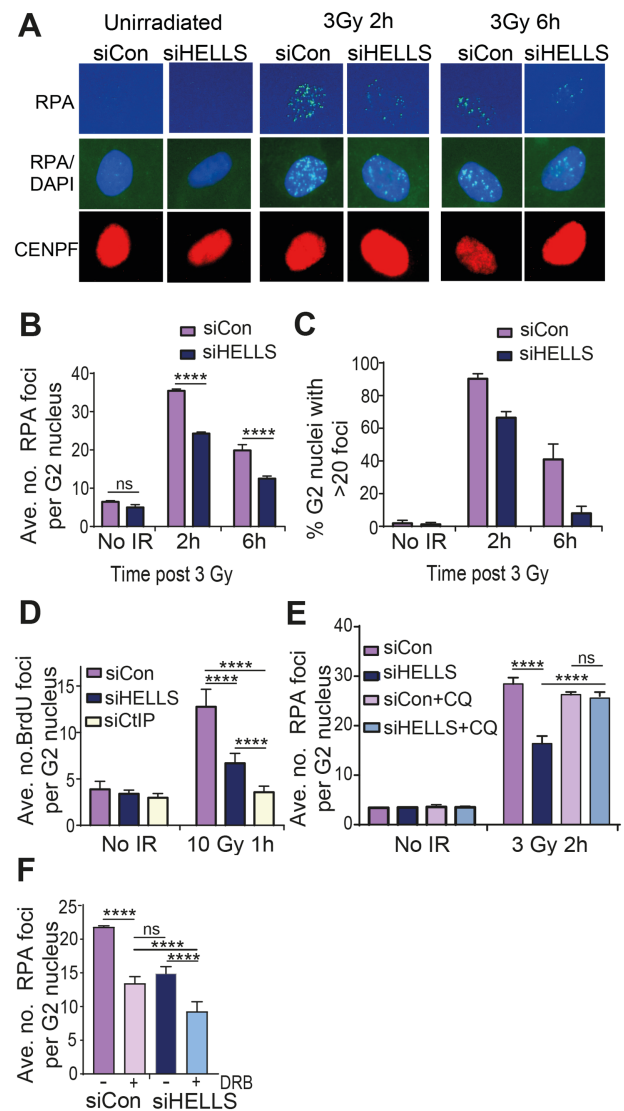 A
Unirradiated 3Gy 2h 3Gy 6h
siCon siHELLS siCon siHELLS siCon siHELLS
RPA
RPA/
DAPI
CENPF
B
siCon
siHELLS
Ave. no. RPA foci
per G2 nucleus
40
30
20
10
0
ns
****
****
No IR 2h 6h
Time post 3 Gy
C
siCon
siHELLS
% G2 nuclei with
>20 foci
100
80
60
40
20
0
No IR 2h 6h
Time post 3 Gy
D
siCon
siHELLS
siCtIP
Ave. no.BrdU foci
per G2 nucleus
15
10
5
0
****
****
****
No IR 10 Gy 1h
E
siCon
siHELLS
siCon+CQ
siHELLS+CQ
Ave. no. RPA foci
per G2 nucleus
40
30
20
10
0
ns
**** ****
No IR 3 Gy 2h
F
Ave. no. RPA foci
per G2 nucleus
25
20
15
10
5
0
**** ns
****
****
- + - + DRB
siCon siHELLS